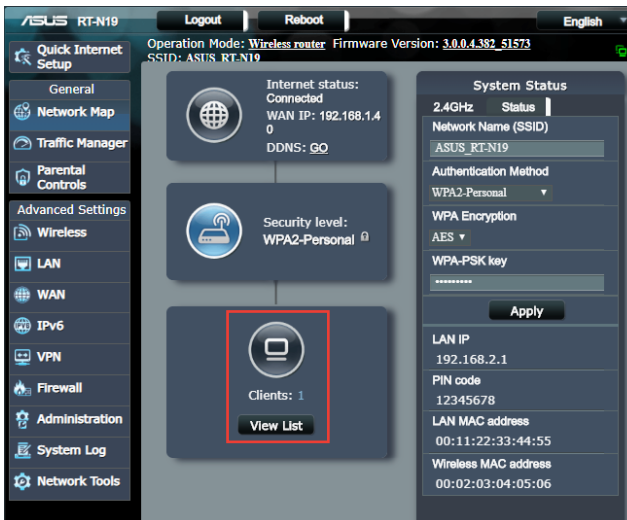 ASUS RT-N19
Logout
Reboot
English
Quick Internet
Setup
Operation Mode: Wireless router Firmware Version: 3.0.0.4.382_51573
SSID: ASUS_RT-N19
General
Network Map
Traffic Manager
Parental
Controls
Advanced Settings
Wireless
LAN
WAN
IPv6
VPN
Firewall
Administration
System Log
Network Tools
Internet status:
Connected
WAN IP: 192.168.1.4
0
DDNS: GO
Security level:
WPA2-Personal
Clients: 1
View List
System Status
2.4GHz
Status
Network Name (SSID)
ASUS_RT-N19
Authentication Method
WPA2-Personal
WPA Encryption
AES
WPA-PSK key
Apply
LAN IP
192.168.2.1
PIN code
12345678
LAN MAC address
00:11:22:33:44:55
Wireless MAC address
00:02:03:04:05:06